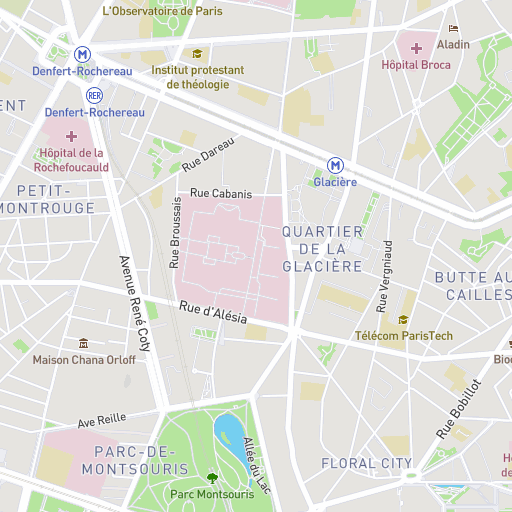 L'Observatoire de Paris
M
Denfert-Rochereau
Institut protestant
de théologie
Aladin
Hôpital Broca
RER
Denfert-Rochereau
ENT
Hôpital de la
Rochefoucauld
Rue Dareau
M
Glacière
PETIT-
MONTROUGE
Rue Cabanis
Rue Broussais
QUARTIER
DE LA
GLACIÈRE
Rue Vergniaud
BUTTE AU
CAILLES
Avenue René Coty
Rue d'Alésia
Télécom ParisTech
Maison Chana Orloff
Biog
Rue Bobillot
Ave Reille
PARC-DE-
MONTSOURIS
Allée du Lac
FLORAL CITY
Parc Montsouris
H
de